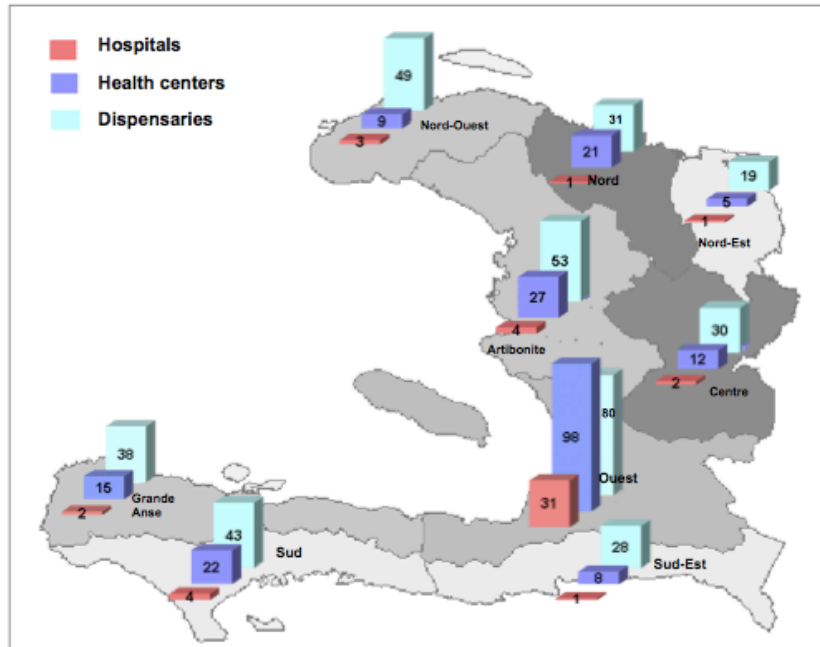 Hospitals
Health centers
Dispensaries
49
9
3
Nord-Ouest
31
21
1
Nord
19
5
1
Nord-Est
53
27
4
Artibonite
30
12
2
Centre
80
98
31
Ouest
38
15
2
Grande
Anse
43
22
4
Sud
28
8
1
Sud-Est